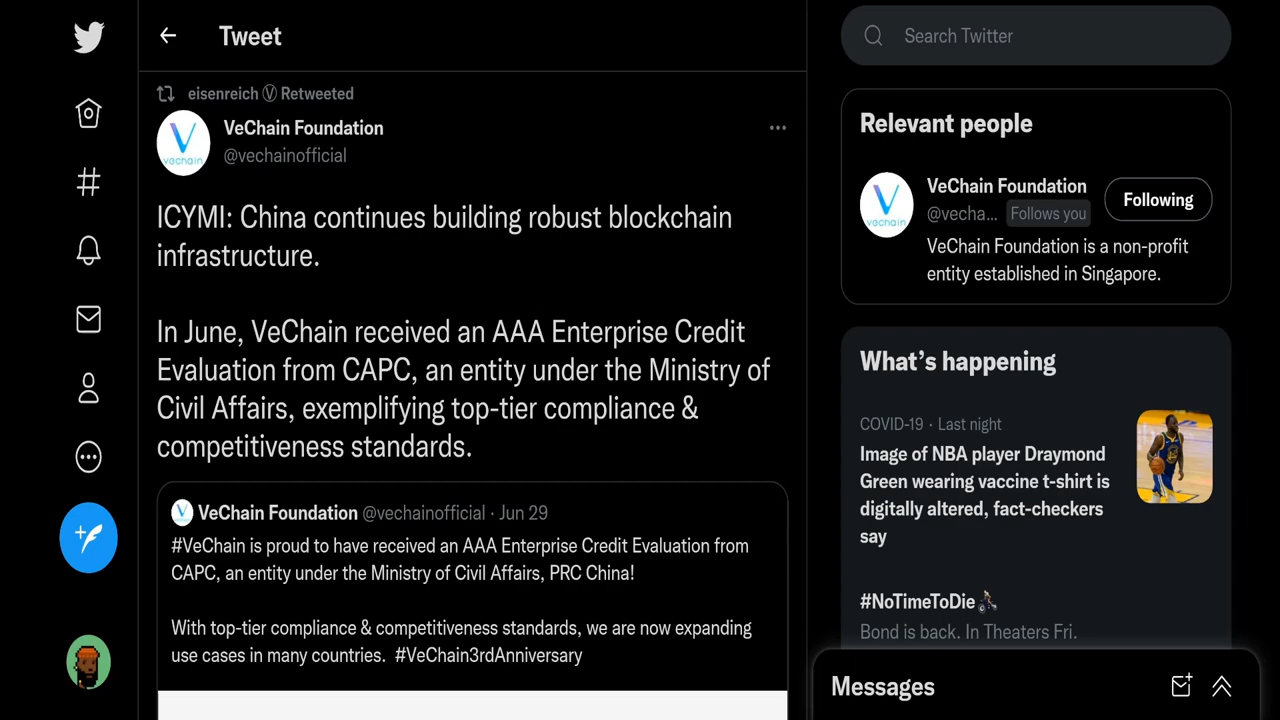 Tweet
Search Twitter
eisenreich Ⓥ Retweeted
VeChain Foundation
@vechainofficial
vechain
ICYMI: China continues building robust blockchain
infrastructure.
In June, VeChain received an AAA Enterprise Credit
Evaluation from CAPC, an entity under the Ministry of
Civil Affairs, exemplifying top-tier compliance &
competitiveness standards.
VeChain Foundation @vechainofficial · Jun 29
#VeChain is proud to have received an AAA Enterprise Credit Evaluation from
CAPC, an entity under the Ministry of Civil Affairs, PRC China!
With top-tier compliance & competitiveness standards, we are now expanding
use cases in many countries. #VeChain3rdAnniversary
Relevant people
vechain
VeChain Foundation
Following
@vecha... Follows you
VeChain Foundation is a non-profit
entity established in Singapore.
What's happening
COVID-19 · Last night
Image of NBA player Draymond
Green wearing vaccine t-shirt is
digitally altered, fact-checkers
say
#NoTimeToDie
Bond is back. In Theaters Fri.
Messages